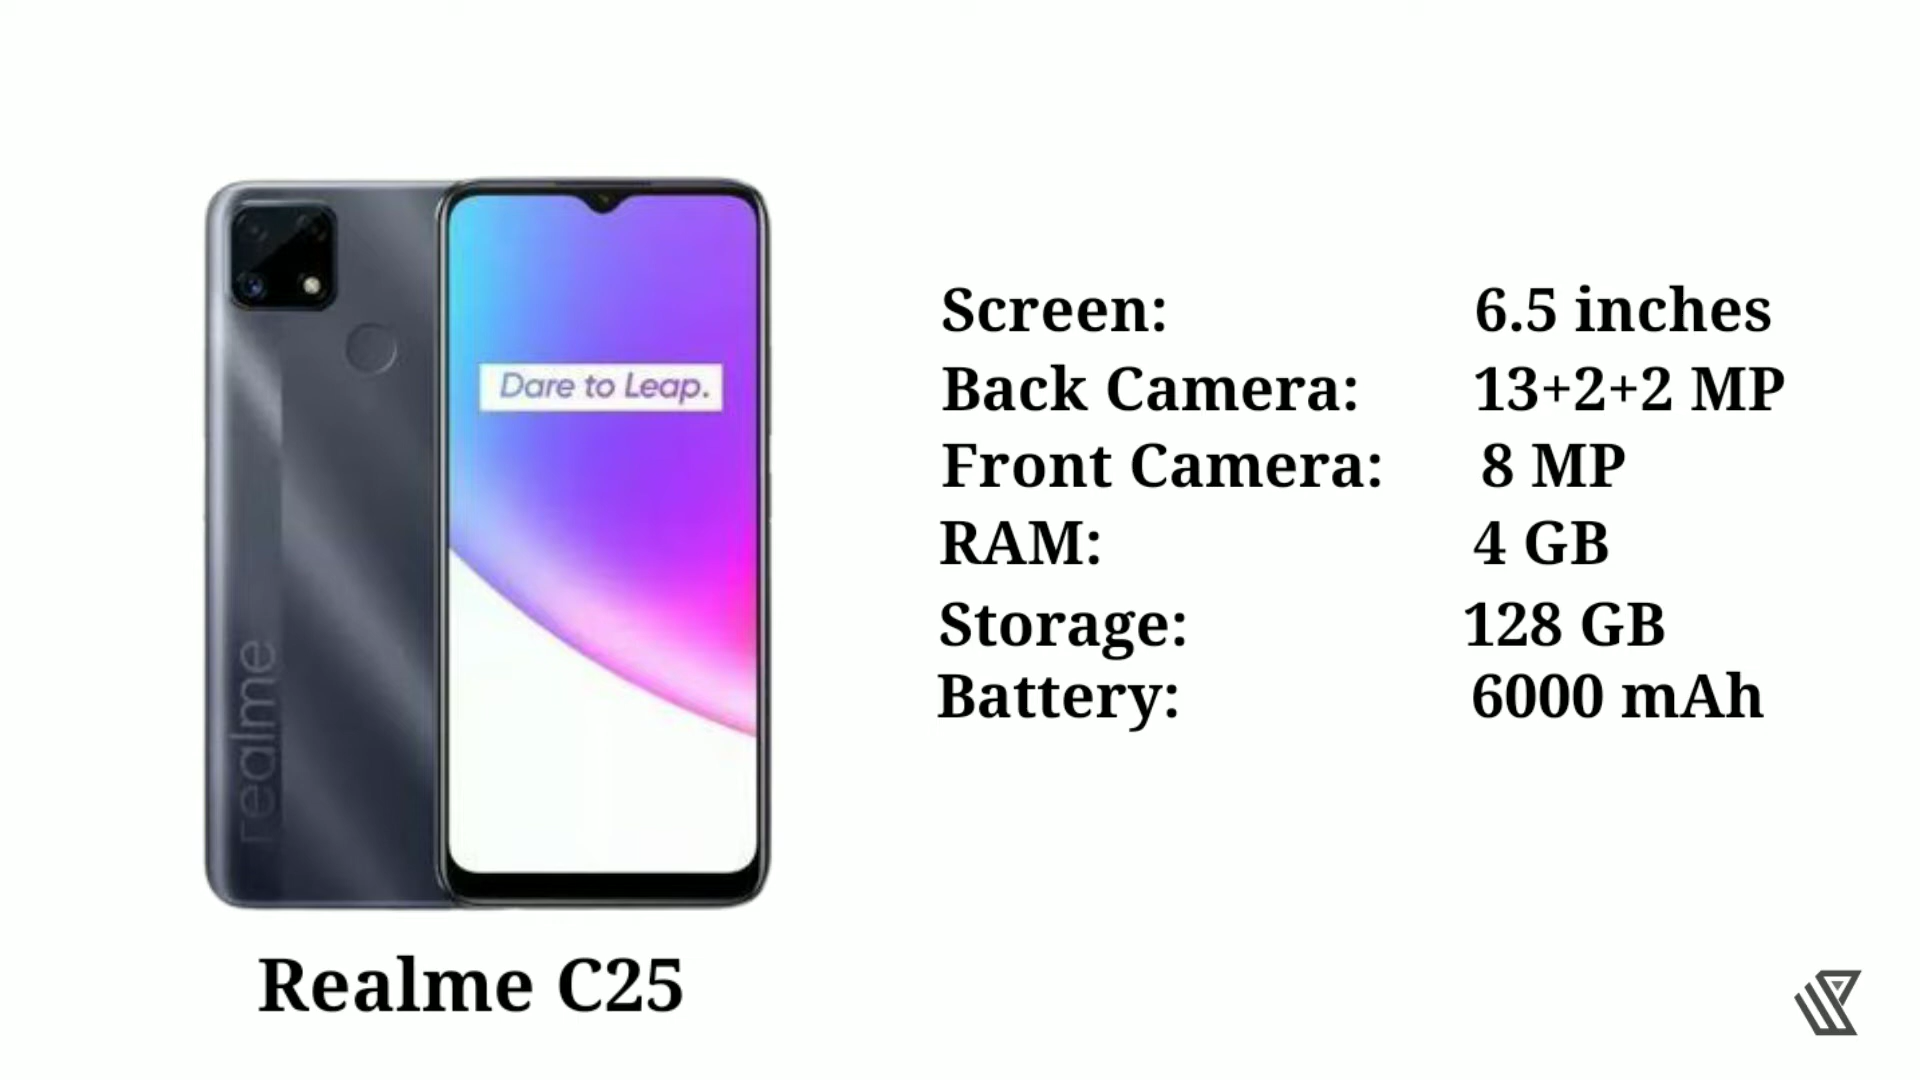 realme
Dare to Leap.
Screen: 6.5 inches
Back Camera: 13+2+2 MP
Front Camera: 8 MP
RAM: 4 GB
Storage: 128 GB
Battery: 6000 mAh
Realme C25